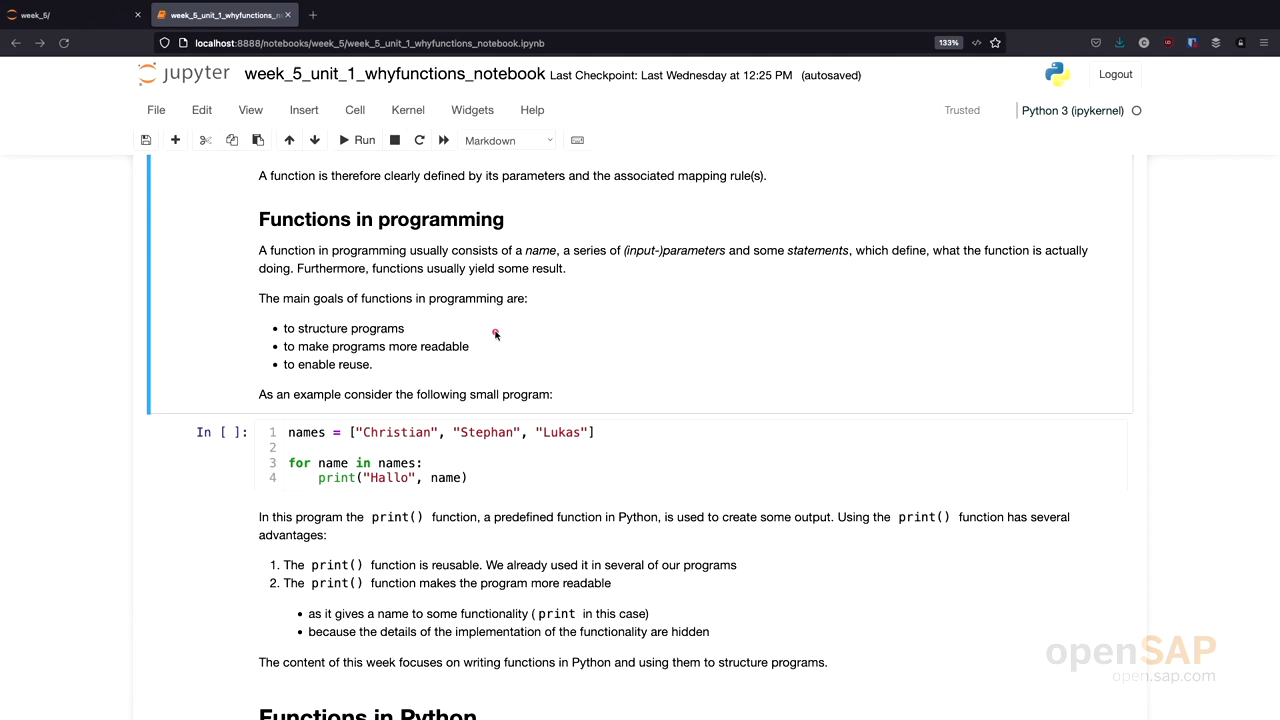 week_5/
week_5_unit_1_whyfunctions_n
localhost:8888/notebooks/week_5/week_5_unit_1_whyfunctions_notebook.ipynb
133%
jupyter week_5_unit_1_whyfunctions_notebook Last Checkpoint: Last Wednesday at 12:25 PM (autosaved)
Logout
File Edit View Insert Cell Kernel Widgets Help
Trusted Python 3 (ipykernel)
Run Markdown
A function is therefore clearly defined by its parameters and the associated mapping rule(s).
Functions in programming
A function in programming usually consists of a name, a series of (input-)parameters and some statements, which define, what the function is actually
doing. Furthermore, functions usually yield some result.
The main goals of functions in programming are:
• to structure programs
• to make programs more readable
• to enable reuse.
As an example consider the following small program:
In [ ]: 1 names = ["Christian", "Stephan", "Lukas"]
2
3 for name in names:
4     print("Hallo", name)
In this program the print() function, a predefined function in Python, is used to create some output. Using the print() function has several
advantages:
1. The print() function is reusable. We already used it in several of our programs
2. The print() function makes the program more readable
• as it gives a name to some functionality ( print in this case)
• because the details of the implementation of the functionality are hidden
The content of this week focuses on writing functions in Python and using them to structure programs.
openSAP
open.sap.com
Functions in Python